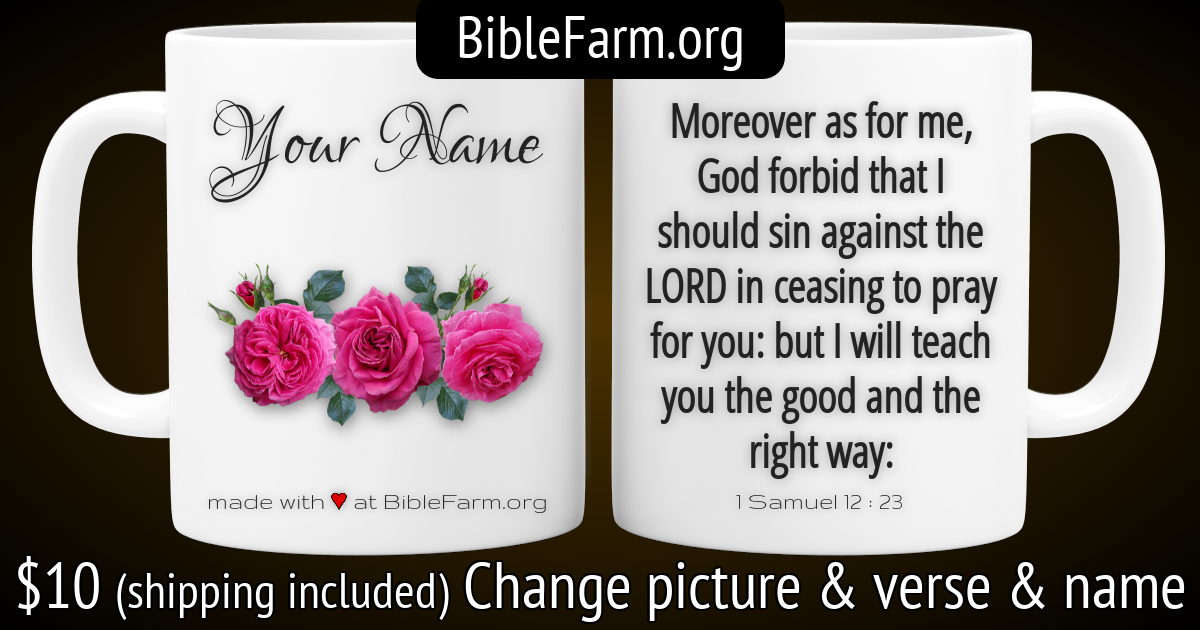 BibleFarm.org
Your Name
made with ❤ at BibleFarm.org
Moreover as for me,
God forbid that I
should sin against the
LORD in ceasing to pray
for you: but I will teach
you the good and the
right way:
1 Samuel 12 : 23
$10 (shipping included) Change picture & verse & name